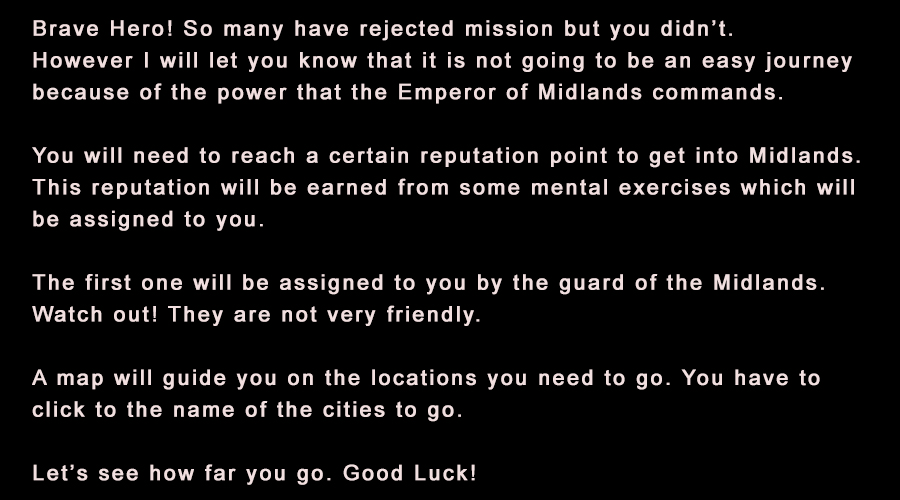 Brave Hero! So many have rejected mission but you didn’t.
However I will let you know that it is not going to be an easy journey
because of the power that the Emperor of Midlands commands.
You will need to reach a certain reputation point to get into Midlands.
This reputation will be earned from some mental exercises which will
be assigned to you.
The first one will be assigned to you by the guard of the Midlands.
Watch out! They are not very friendly.
A map will guide you on the locations you need to go. You have to
click to the name of the cities to go.
Let’s see how far you go. Good Luck!